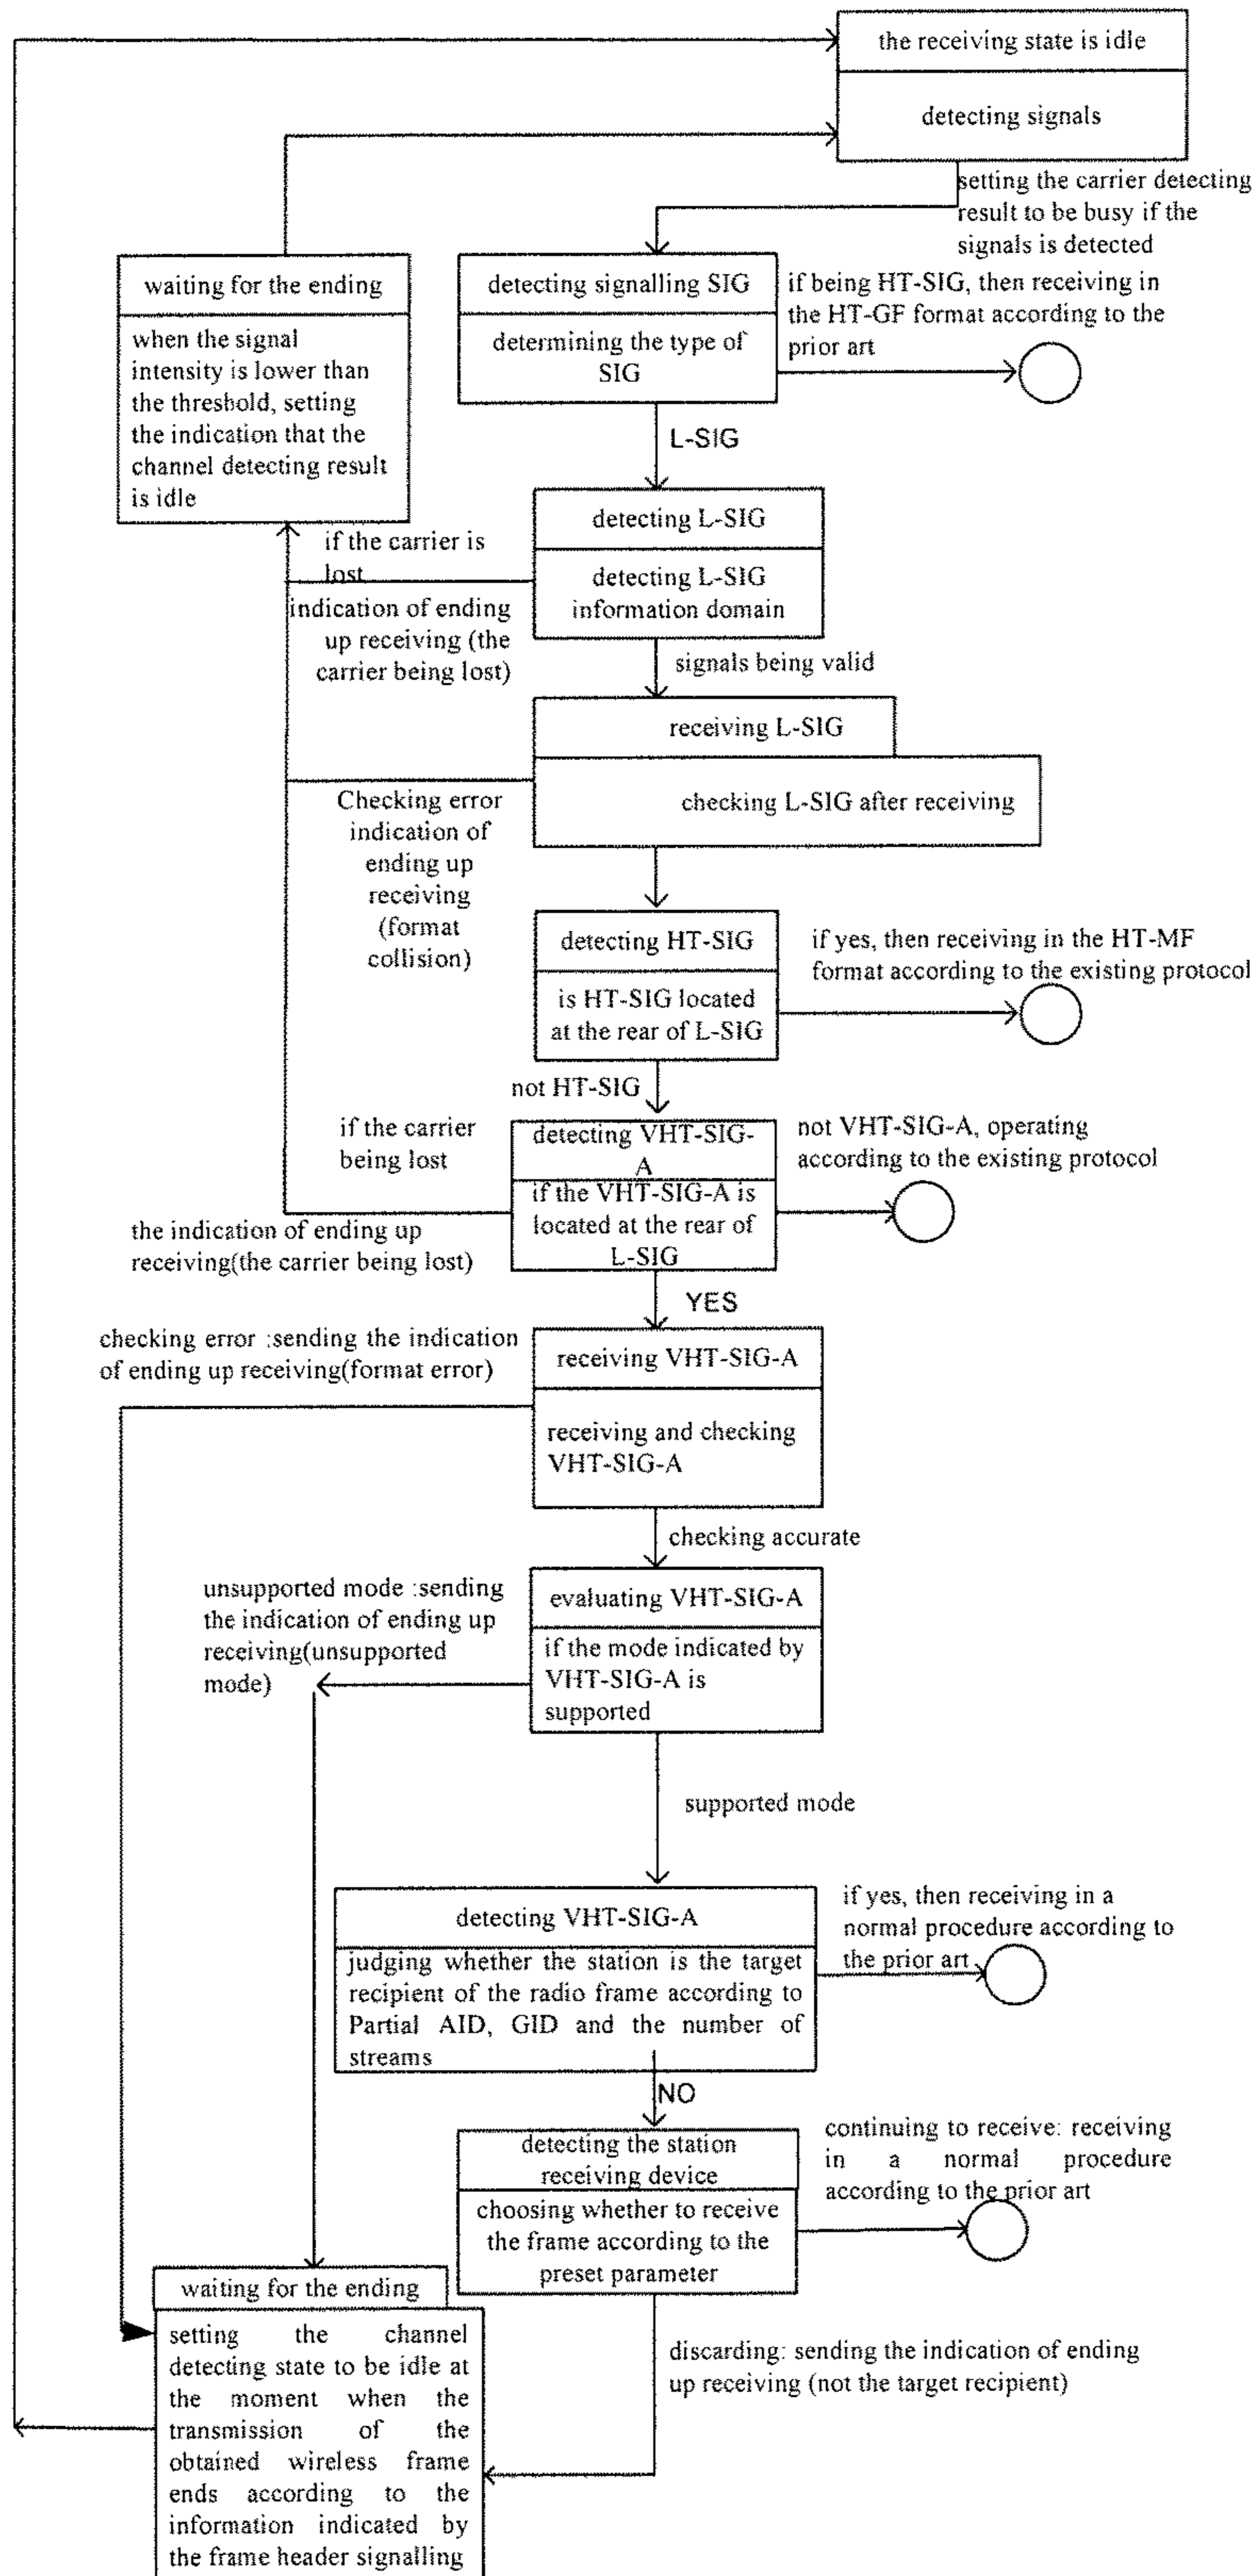 the receiving state is idle
detecting signals
setting the carrier detecting
result to be busy if the
signals is detected
waiting for the ending
when the signal
intensity is lower than
the threshold, setting
the indication that the
channel detecting result
is idle
detecting signalling SIG
determining the type of
SIG
if being HT-SIG, then receiving in
the HT-GF format according to the
prior art
L-SIG
detecting L-SIG
detecting L-SIG
information domain
if the carrier is
lost
indication of ending
up receiving (the
carrier being lost)
signals being valid
receiving L-SIG
checking L-SIG after receiving
Checking error
indication of
ending up
receiving
(format
collision)
detecting HT-SIG
is HT-SIG located
at the rear of L-SIG
if yes, then receiving in the HT-MF
format according to the existing protocol
not HT-SIG
if the carrier
being lost
detecting VHT-SIG-
A
if the VHT-SIG-A is
located at the rear of
L-SIG
not VHT-SIG-A, operating
according to the existing protocol
the indication of ending up
receiving(the carrier being lost)
YES
checking error :sending the indication
of ending up receiving(format error)
receiving VHT-SIG-A
receiving and checking
VHT-SIG-A
checking accurate
unsupported mode :sending
the indication of ending up
receiving(unsupported
mode)
evaluating VHT-SIG-A
if the mode indicated by
VHT-SIG-A is
supported
supported mode
detecting VHT-SIG-A
judging whether the station is the target
recipient of the radio frame according to
Partial AID, GID and the number of
streams
if yes, then receiving in a
normal procedure according to
the prior art
NO
detecting the station
receiving device
choosing whether to receive
the frame according to the
preset parameter
continuing to receive: receiving
in a normal procedure
according to the prior art
waiting for the ending
setting the channel
detecting state to be idle at
the moment when the
transmission of the
obtained wireless frame
ends according to the
information indicated by
the frame header signalling
discarding: sending the indication of ending
up receiving (not the target recipient)